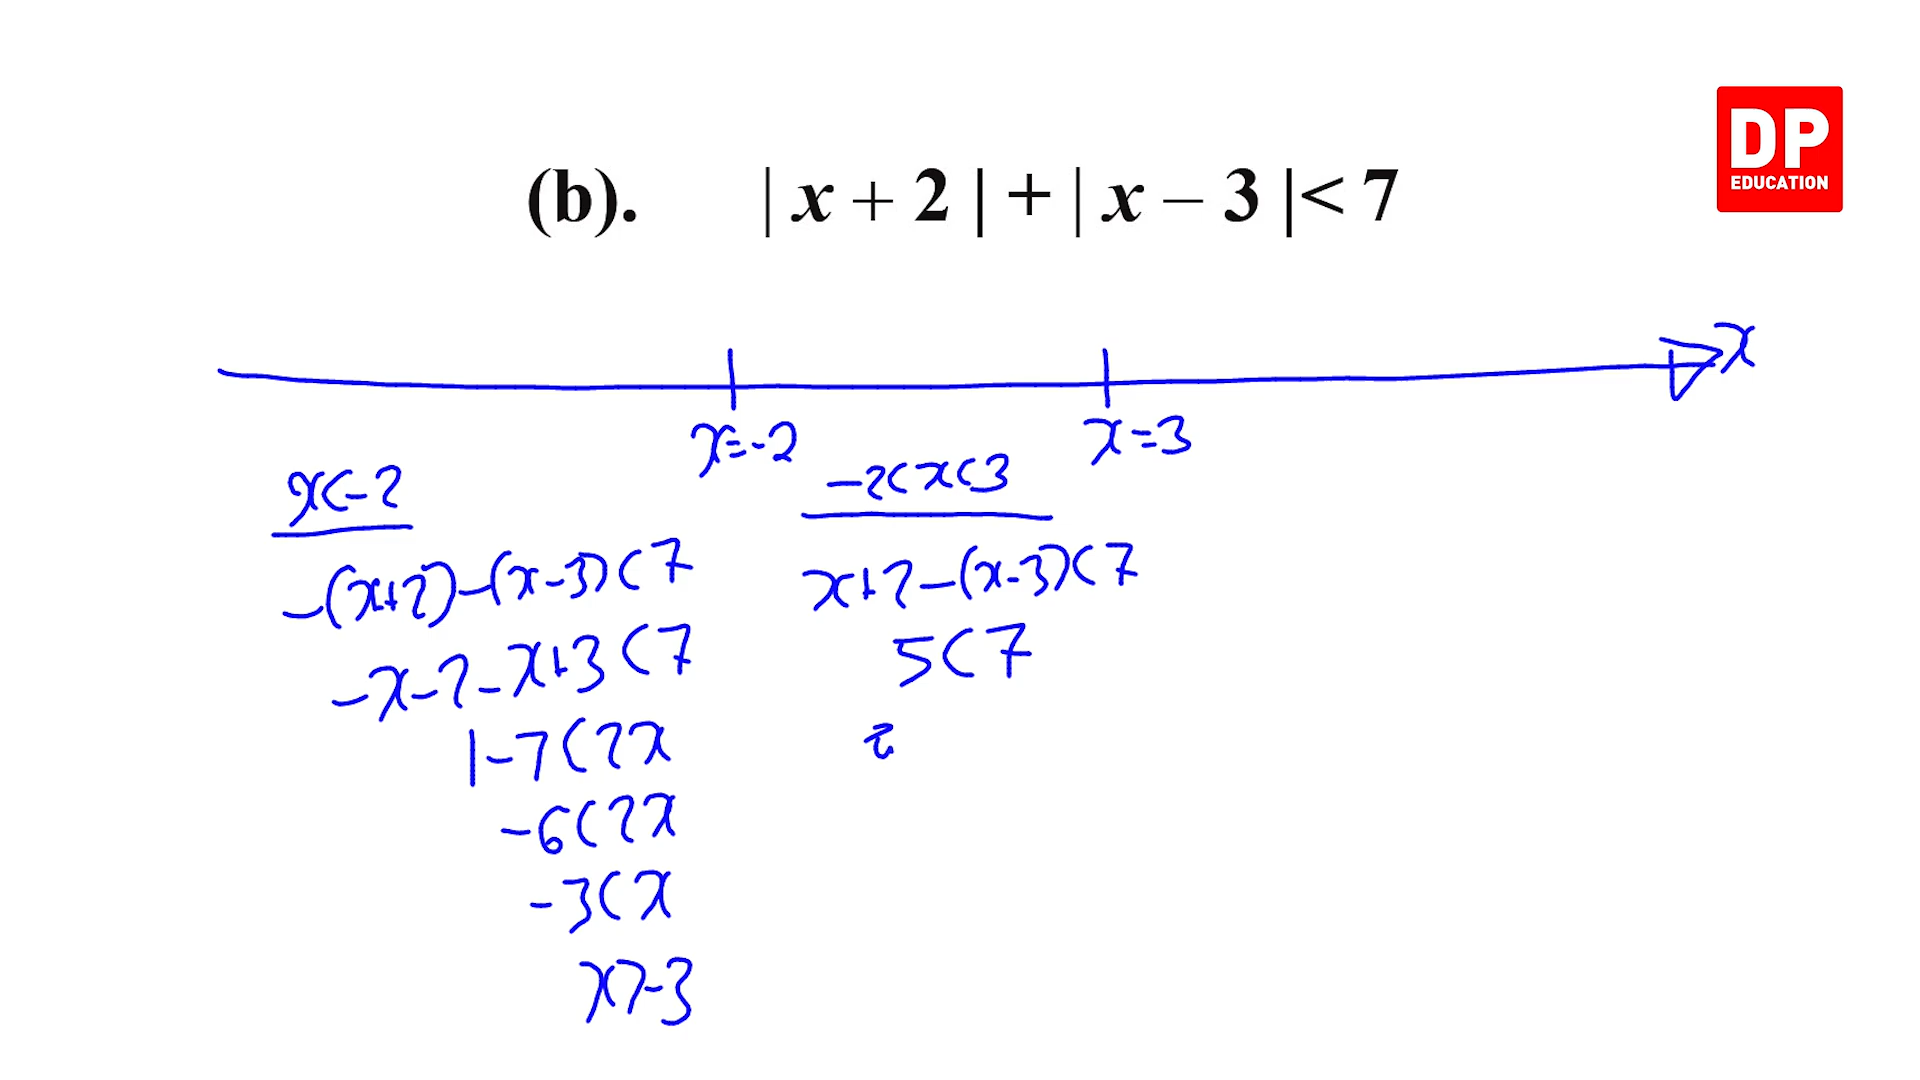 DP
EDUCATION
(b). | x + 2 | + | x − 3 |< 7
x
x=-2
x=3
x<-2
-(x+2)-(x-3)<7
-x-2-x+3<7
1-7<2x
-6<2x
-3<x
x>-3
-2<x<3
x+2-(x-3)<7
5<7